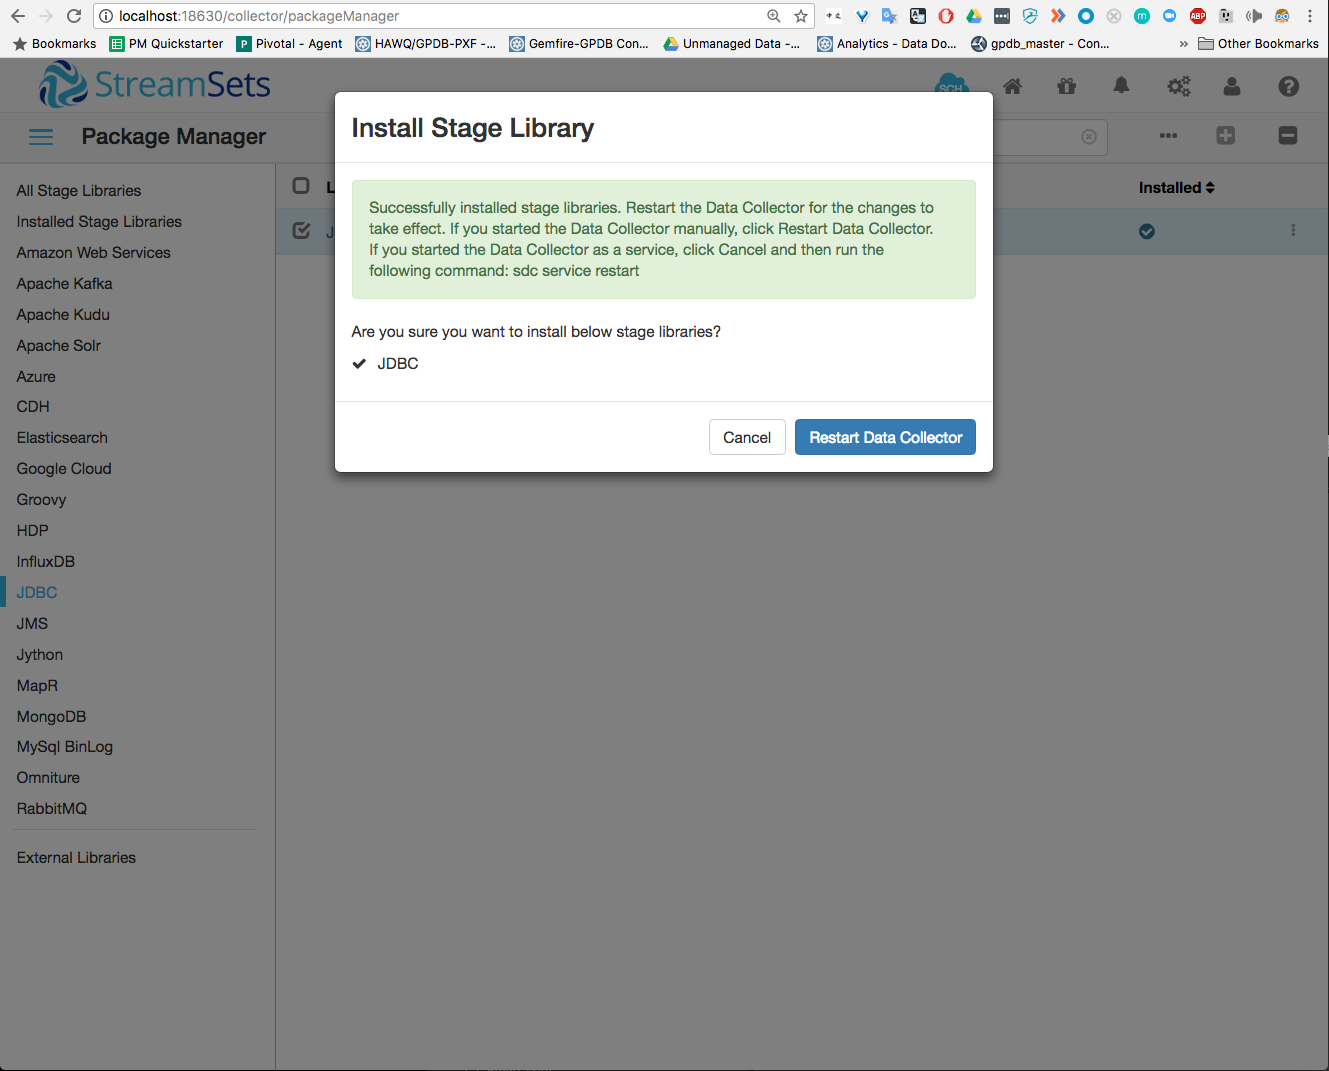 localhost:18630/collector/packageManager
Bookmarks
PM Quickstarter
Pivotal - Agent
HAWQ/GPDB-PXF -...
Gemfire-GPDB Con...
Unmanaged Data -...
Analytics - Data Do...
gpdb_master - Con...
»
Other Bookmarks
StreamSets
SCH
Package Manager
Install Stage Library
All Stage Libraries
Installed Stage Libraries
Amazon Web Services
Apache Kafka
Apache Kudu
Apache Solr
Azure
CDH
Elasticsearch
Google Cloud
Groovy
HDP
InfluxDB
JDBC
JMS
Jython
MapR
MongoDB
MySql BinLog
Omniture
RabbitMQ
External Libraries
L
Installed
J
Successfully installed stage libraries. Restart the Data Collector for the changes to
take effect. If you started the Data Collector manually, click Restart Data Collector.
If you started the Data Collector as a service, click Cancel and then run the
following command: sdc service restart
Are you sure you want to install below stage libraries?
JDBC
Cancel
Restart Data Collector